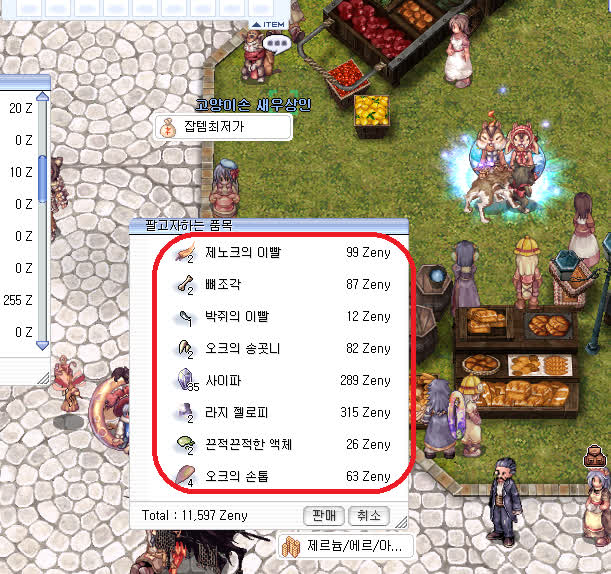 ITEM
20 Z
0 Z
10 Z
0 Z
0 Z
0 Z
255 Z
0 Z
고양이손 새우상인
잡템최저가
팔고자하는 품목
2 제노크의 이빨 99 Zeny
2 뼈조각 87 Zeny
1 박쥐의 이빨 12 Zeny
2 오크의 송곳니 82 Zeny
35 사이파 289 Zeny
2 라지 젤로피 315 Zeny
2 끈적끈적한 액체 26 Zeny
4 오크의 손톱 63 Zeny
Total : 11,597 Zeny 판매 취소
제르늄/에르/아...